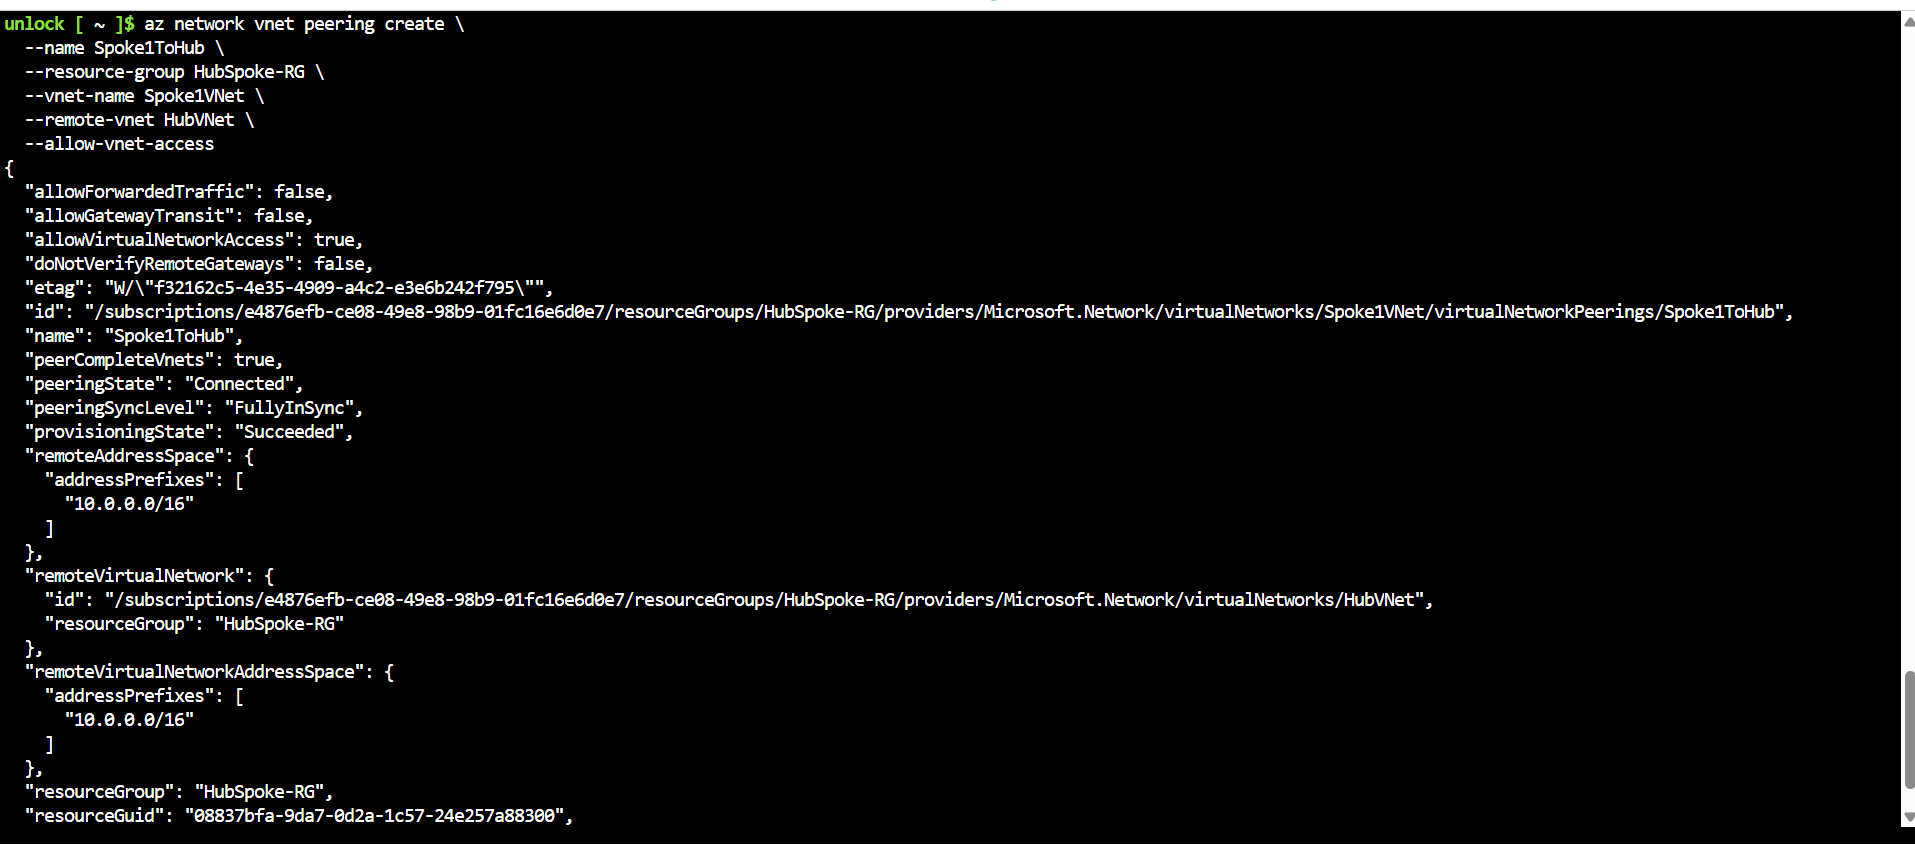 unlock [ ~ ]$ az network vnet peering create \
  --name Spoke1ToHub \
  --resource-group HubSpoke-RG \
  --vnet-name Spoke1VNet \
  --remote-vnet HubVNet \
  --allow-vnet-access
{
  "allowForwardedTraffic": false,
  "allowGatewayTransit": false,
  "allowVirtualNetworkAccess": true,
  "doNotVerifyRemoteGateways": false,
  "etag": "W/\"f32162c5-4e35-4909-a4c2-e3e6b242f795\"",
  "id": "/subscriptions/e4876efb-ce08-49e8-98b9-01fc16e6d0e7/resourceGroups/HubSpoke-RG/providers/Microsoft.Network/virtualNetworks/Spoke1VNet/virtualNetworkPeerings/Spoke1ToHub",
  "name": "Spoke1ToHub",
  "peerCompleteVnets": true,
  "peeringState": "Connected",
  "peeringSyncLevel": "FullyInSync",
  "provisioningState": "Succeeded",
  "remoteAddressSpace": {
    "addressPrefixes": [
      "10.0.0.0/16"
    ]
  },
  "remoteVirtualNetwork": {
    "id": "/subscriptions/e4876efb-ce08-49e8-98b9-01fc16e6d0e7/resourceGroups/HubSpoke-RG/providers/Microsoft.Network/virtualNetworks/HubVNet",
    "resourceGroup": "HubSpoke-RG"
  },
  "remoteVirtualNetworkAddressSpace": {
    "addressPrefixes": [
      "10.0.0.0/16"
    ]
  },
  "resourceGroup": "HubSpoke-RG",
  "resourceGuid": "08837bfa-9da7-0d2a-1c57-24e257a88300",